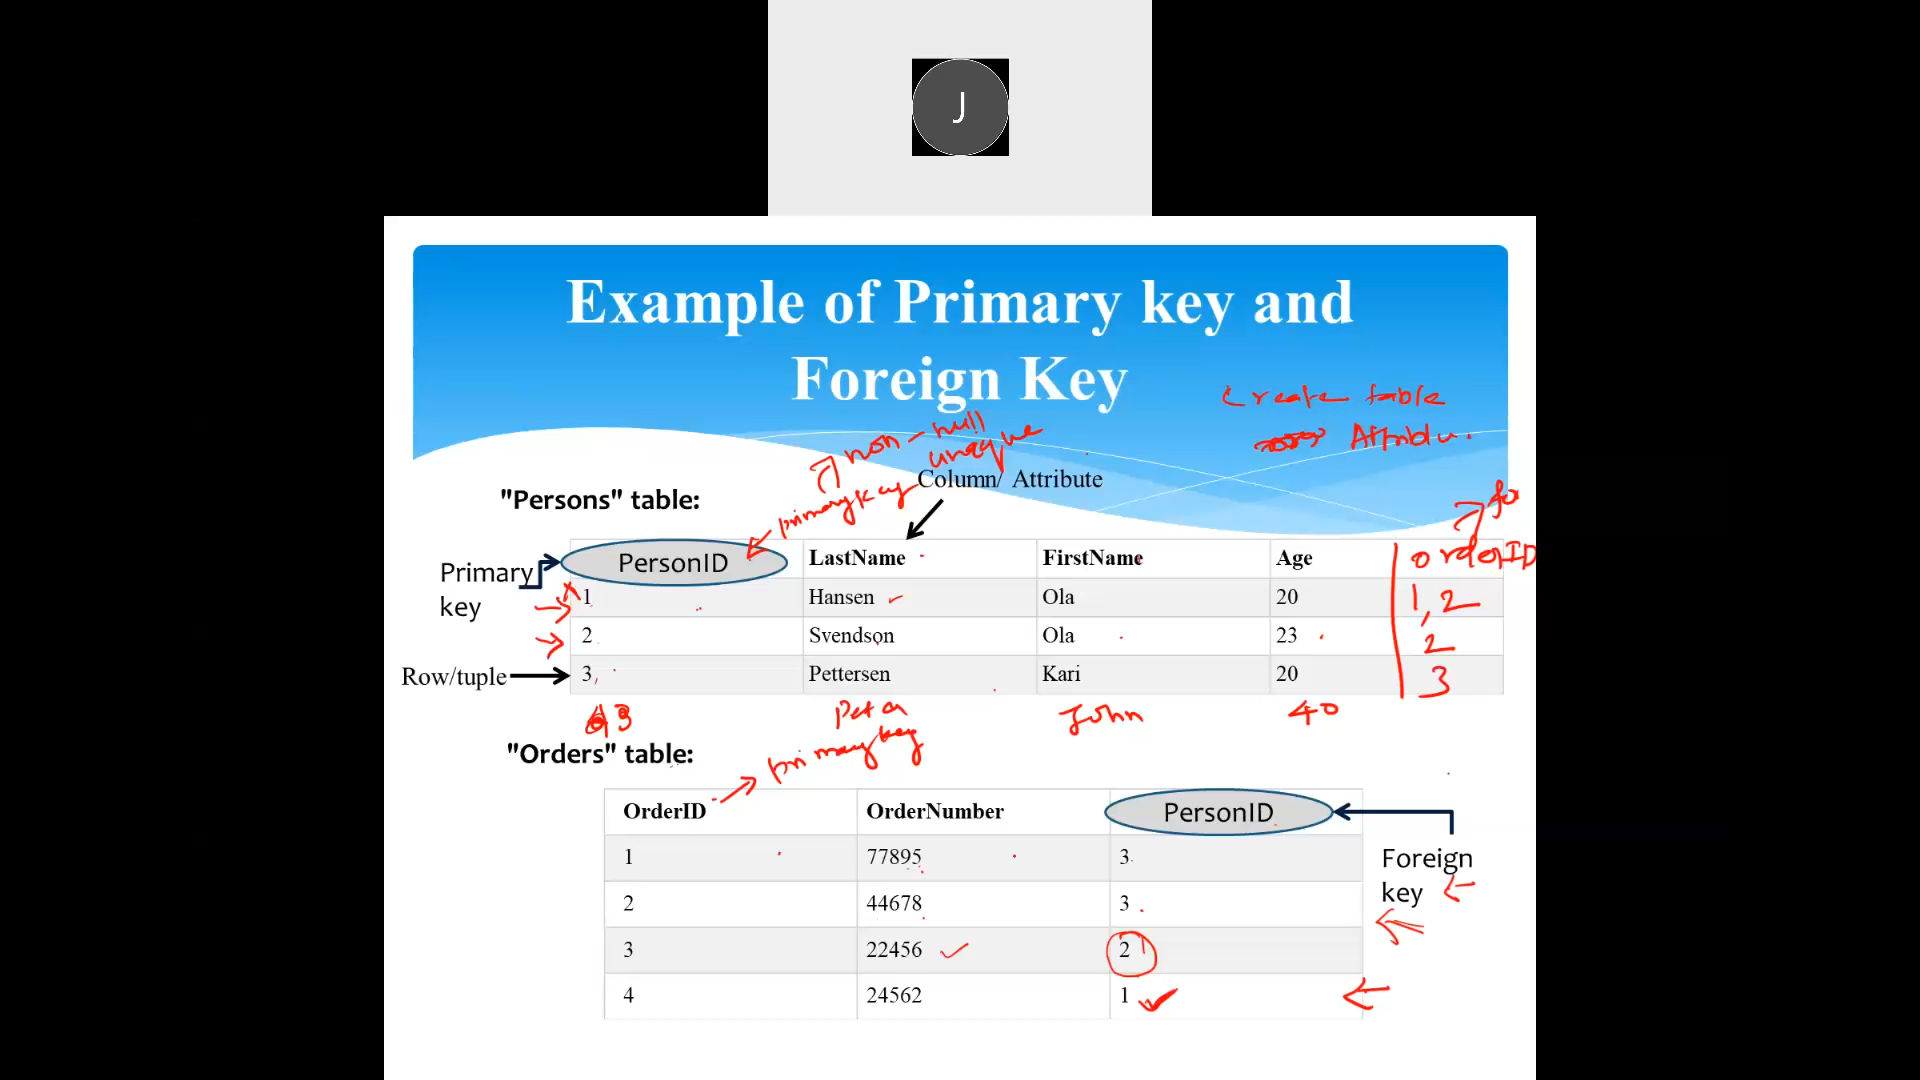 J
Example of Primary key and
Foreign Key
Create table
non-null
unique
primary key
Column/ Attribute
"Persons" table:
Primary
key
PersonID LastName FirstName Age orderID
1 Hansen Ola 20 1, 2
2 Svendson Ola 23 2
Row/tuple 3 Pettersen Kari 20 3
3 Peter John 40
"Orders" table: primary key
OrderID OrderNumber PersonID
1 77895 3
2 44678 3
3 22456 2
4 24562 1
Foreign
key